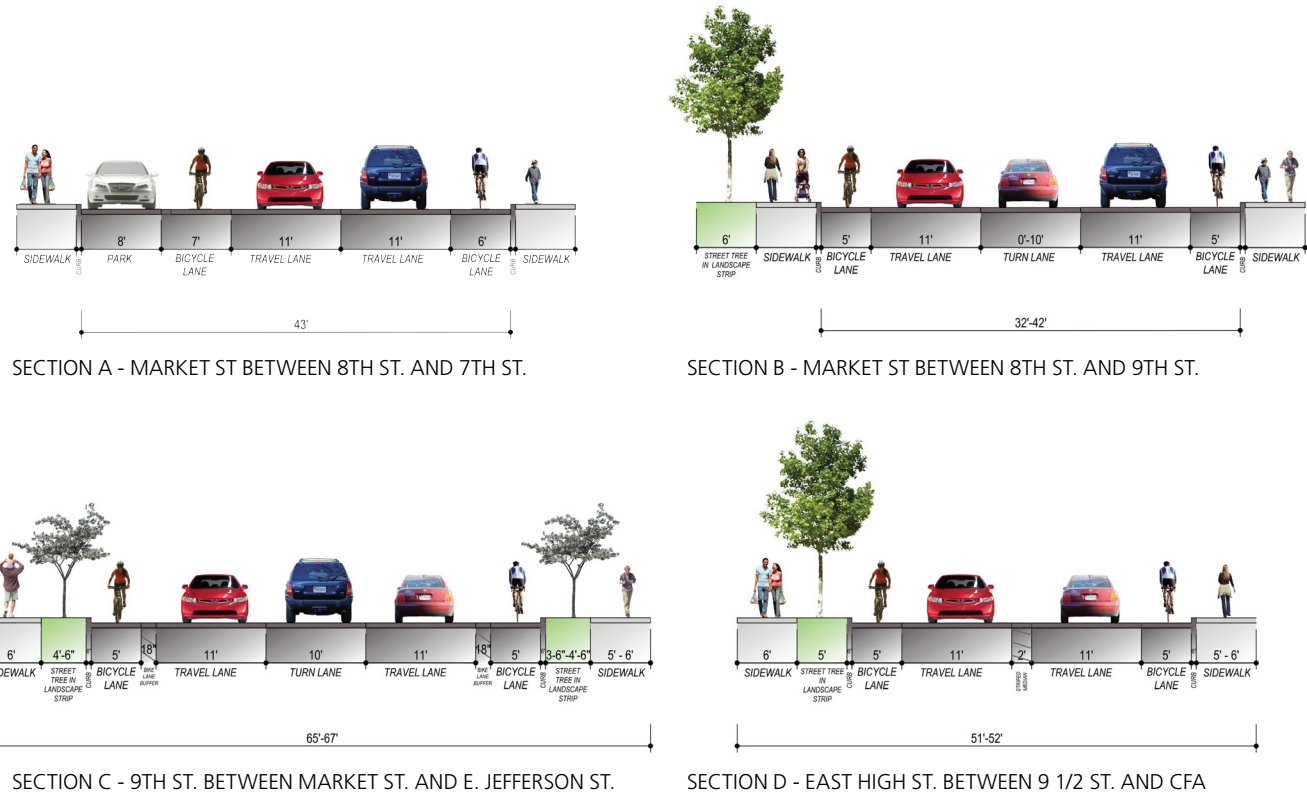 8' 7' 11' 11' 6'
SIDEWALK CURB PARK BICYCLE LANE TRAVEL LANE TRAVEL LANE BICYCLE LANE CURB SIDEWALK
43'
SECTION A - MARKET ST BETWEEN 8TH ST. AND 7TH ST.
6' 5' 11' 0'-10' 11' 5'
STREET TREE IN LANDSCAPE STRIP SIDEWALK CURB BICYCLE LANE TRAVEL LANE TURN LANE TRAVEL LANE BICYCLE LANE CURB SIDEWALK
32'-42'
SECTION B - MARKET ST BETWEEN 8TH ST. AND 9TH ST.
6' 4'-6" 6" 5' 18" 11' 10' 11' 18" 5' 6" 3-6"-4'-6" 5' - 6'
DEWALK STREET TREE IN LANDSCAPE STRIP CURB BICYCLE LANE BIKE LANE BUFFER TRAVEL LANE TURN LANE TRAVEL LANE BIKE LANE BUFFER BICYCLE LANE CURB STREET TREE IN LANDSCAPE STRIP SIDEWALK
65'-67'
SECTION C - 9TH ST. BETWEEN MARKET ST. AND E. JEFFERSON ST.
6' 5' 6" 5' 11' 2' 11' 5' 6" 5' - 6'
SIDEWALK STREET TREE IN LANDSCAPE STRIP CURB BICYCLE LANE TRAVEL LANE STRIPED MEDIAN TRAVEL LANE BICYCLE LANE CURB SIDEWALK
51'-52'
SECTION D - EAST HIGH ST. BETWEEN 9 1/2 ST. AND CFA